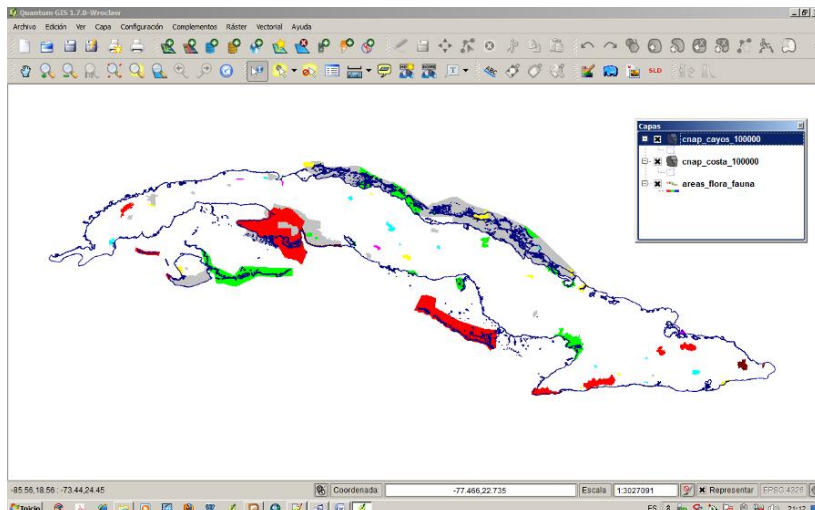 Quantum GIS 1.7.0-Wroclaw
Archivo Edición Ver Capa Configuración Complementos Ráster Vectorial Ayuda
SLD
Capas
cnap_cayos_100000
cnap_costa_100000
areas_flora_fauna
-85.56,18.56 : -73.44,24.45
Coordenada:
-77.466,22.735
Escala
1:3027091
Representar
EPSG:4326
Inicio
ES
21:12